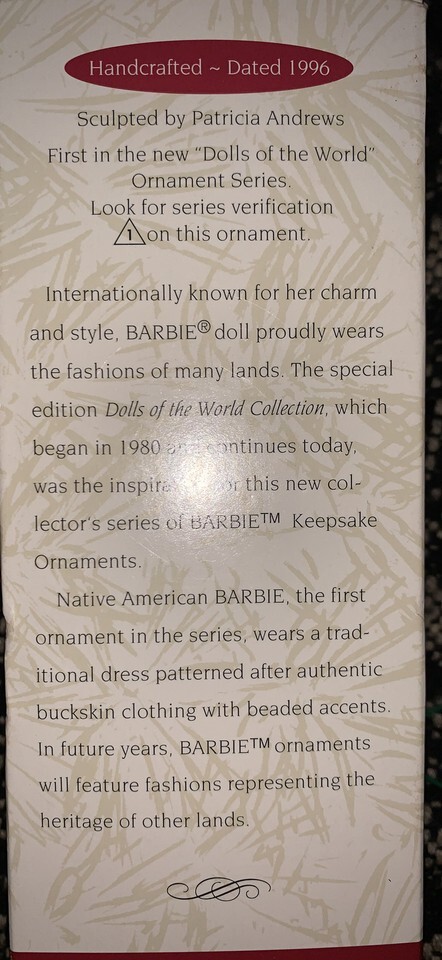 Handcrafted ~ Dated 1996
Sculpted by Patricia Andrews
First in the new "Dolls of the World"
Ornament Series.
Look for series verification
1 on this ornament.
Internationally known for her charm
and style, BARBIE® doll proudly wears
the fashions of many lands. The special
edition Dolls of the World Collection, which
began in 1980 and continues today,
was the inspira for this new col-
lector's series of BARBIE™ Keepsake
Ornaments.
Native American BARBIE, the first
ornament in the series, wears a trad-
itional dress patterned after authentic
buckskin clothing with beaded accents.
In future years, BARBIE™ ornaments
will feature fashions representing the
heritage of other lands.